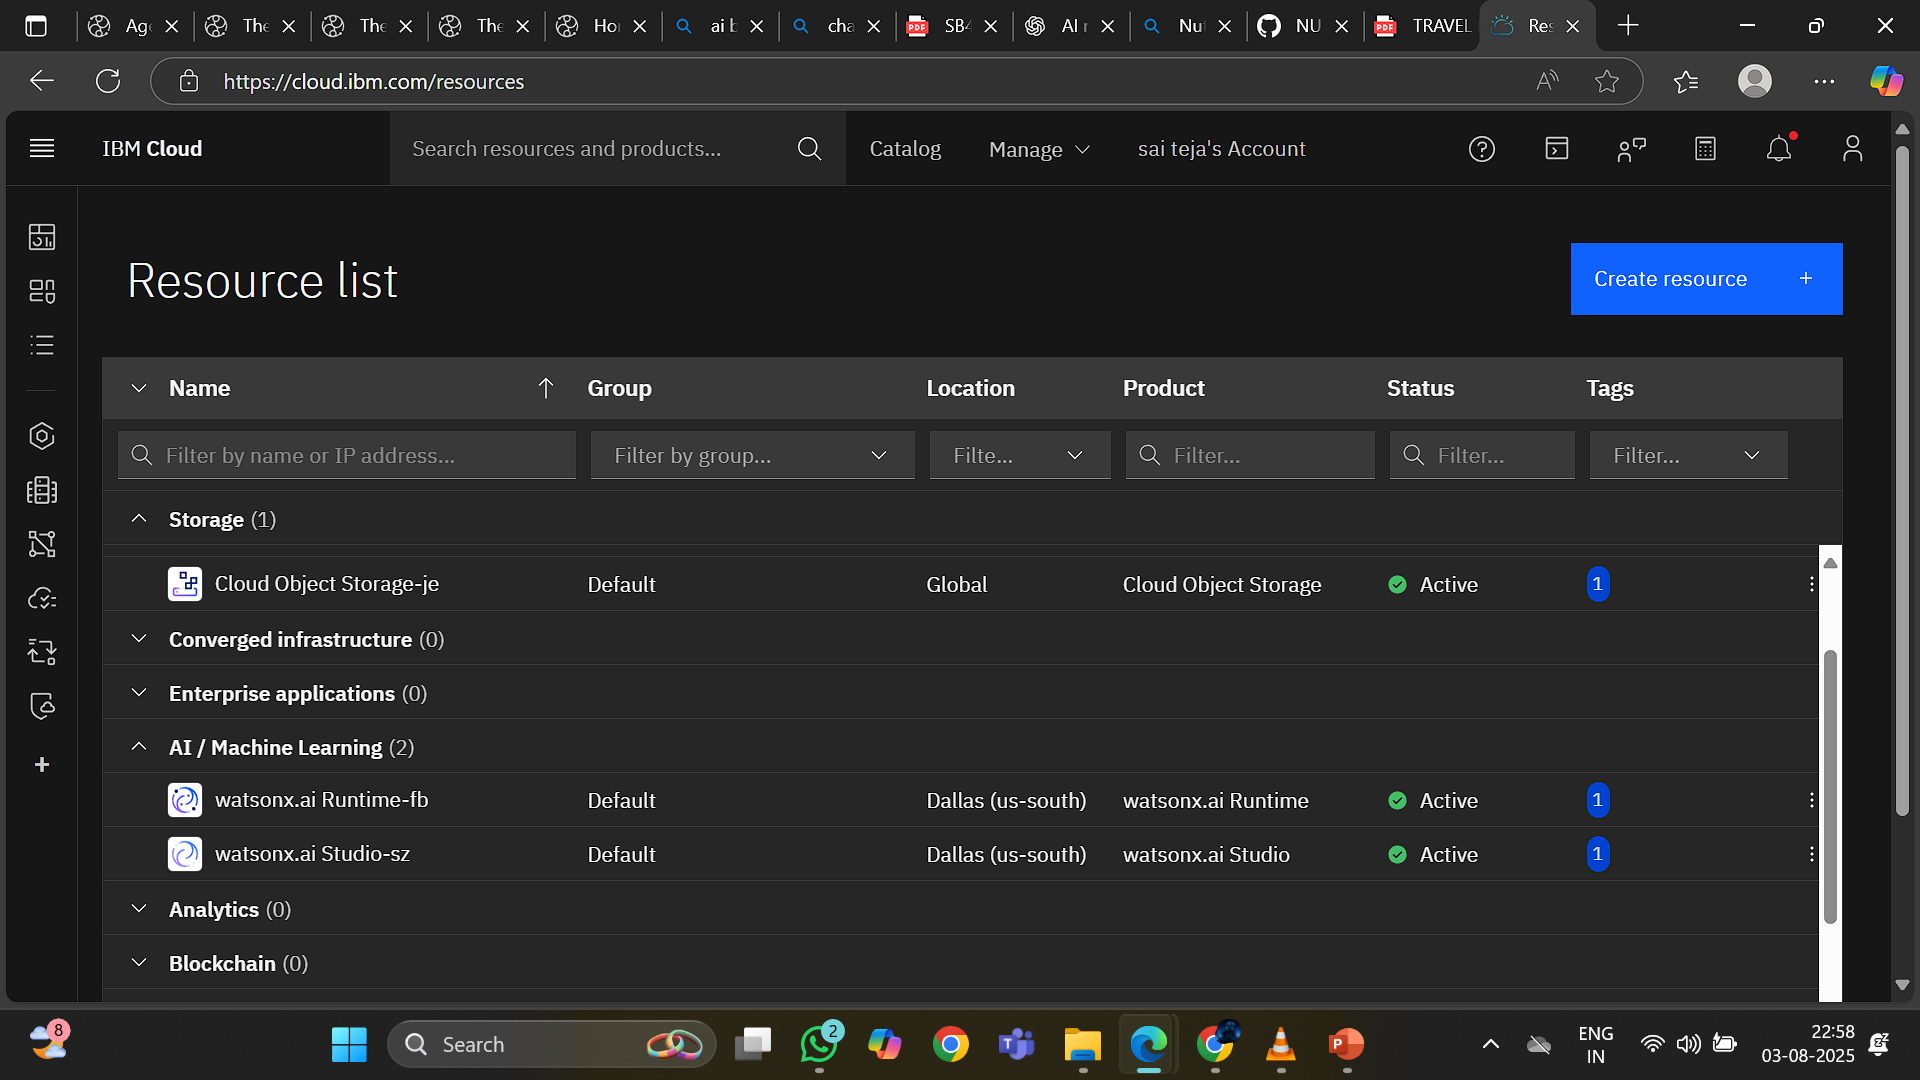 Age
The
The
The
Ho
ai b
cha
SB4
AI r
Nu
NU
TRAVEL
Res
https://cloud.ibm.com/resources
IBM Cloud
Search resources and products...
Catalog
Manage
sai teja's Account
Resource list
Create resource +
Name
Group
Location
Product
Status
Tags
Filter by name or IP address...
Filter by group...
Filte...
Filter...
Filter...
Filter...
Storage (1)
Cloud Object Storage-je Default Global Cloud Object Storage Active 1
Converged infrastructure (0)
Enterprise applications (0)
AI / Machine Learning (2)
watsonx.ai Runtime-fb Default Dallas (us-south) watsonx.ai Runtime Active 1
watsonx.ai Studio-sz Default Dallas (us-south) watsonx.ai Studio Active 1
Analytics (0)
Blockchain (0)
8
Search
2
ENG
IN
22:58
03-08-2025